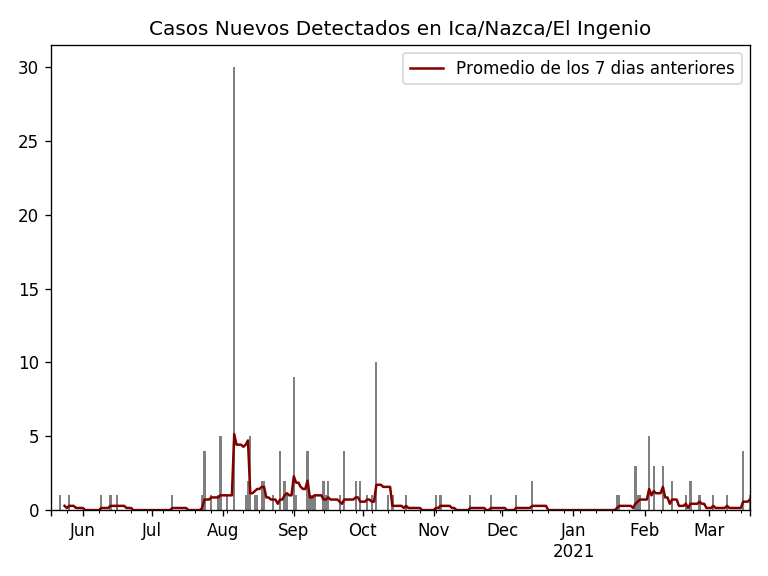 Casos Nuevos Detectados en Ica/Nazca/El Ingenio
Promedio de los 7 dias anteriores
30
25
20
15
10
5
0
Jun Jul Aug Sep Oct Nov Dec Jan Feb Mar
2021